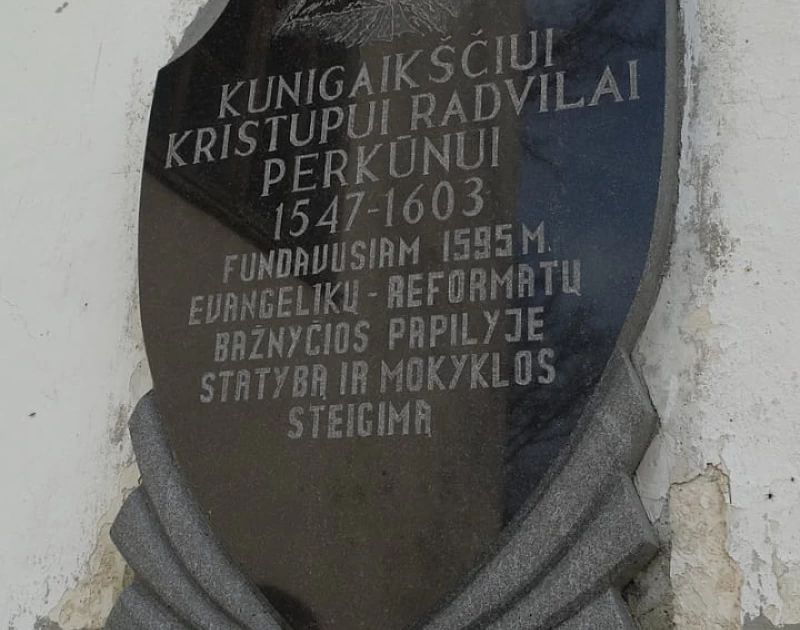 KUNIGAIKŠČIUI
KRISTUPUI RADVILAI
PERKŪNUI
1547-1603
FUNDAVUSIAM 1595 M.
EVANGELIKŲ - REFORMATŲ
BAŽNYČIOS PAPILYJE
STATYBĄ IR MOKYKLOS
STEIGIMĄ